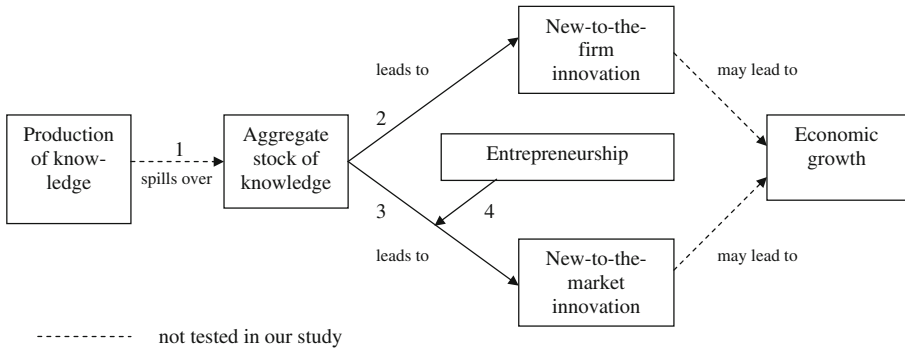 New-to-the-
firm
innovation
leads to
may lead to
2
Production
of know-
ledge
1
spills over
Aggregate
stock of
knowledge
Entrepreneurship
Economic
growth
3
4
leads to
New-to-the-
market
innovation
may lead to
not tested in our study